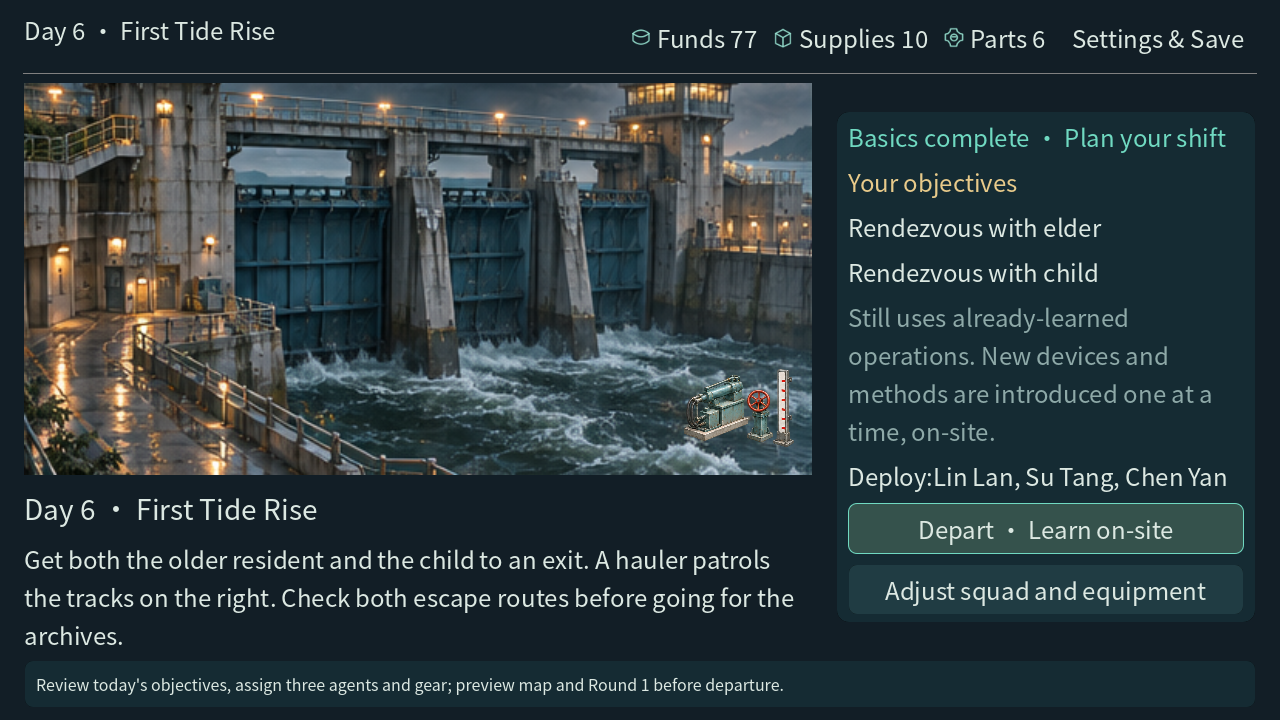 Day 6 • First Tide Rise
Funds 77
Supplies 10
Parts 6
Settings & Save
Basics complete • Plan your shift
Your objectives
Rendezvous with elder
Rendezvous with child
Still uses already-learned
operations. New devices and
methods are introduced one at a
time, on-site.
Deploy:Lin Lan, Su Tang, Chen Yan
Depart • Learn on-site
Adjust squad and equipment
Day 6 • First Tide Rise
Get both the older resident and the child to an exit. A hauler patrols
the tracks on the right. Check both escape routes before going for the
archives.
Review today's objectives, assign three agents and gear; preview map and Round 1 before departure.